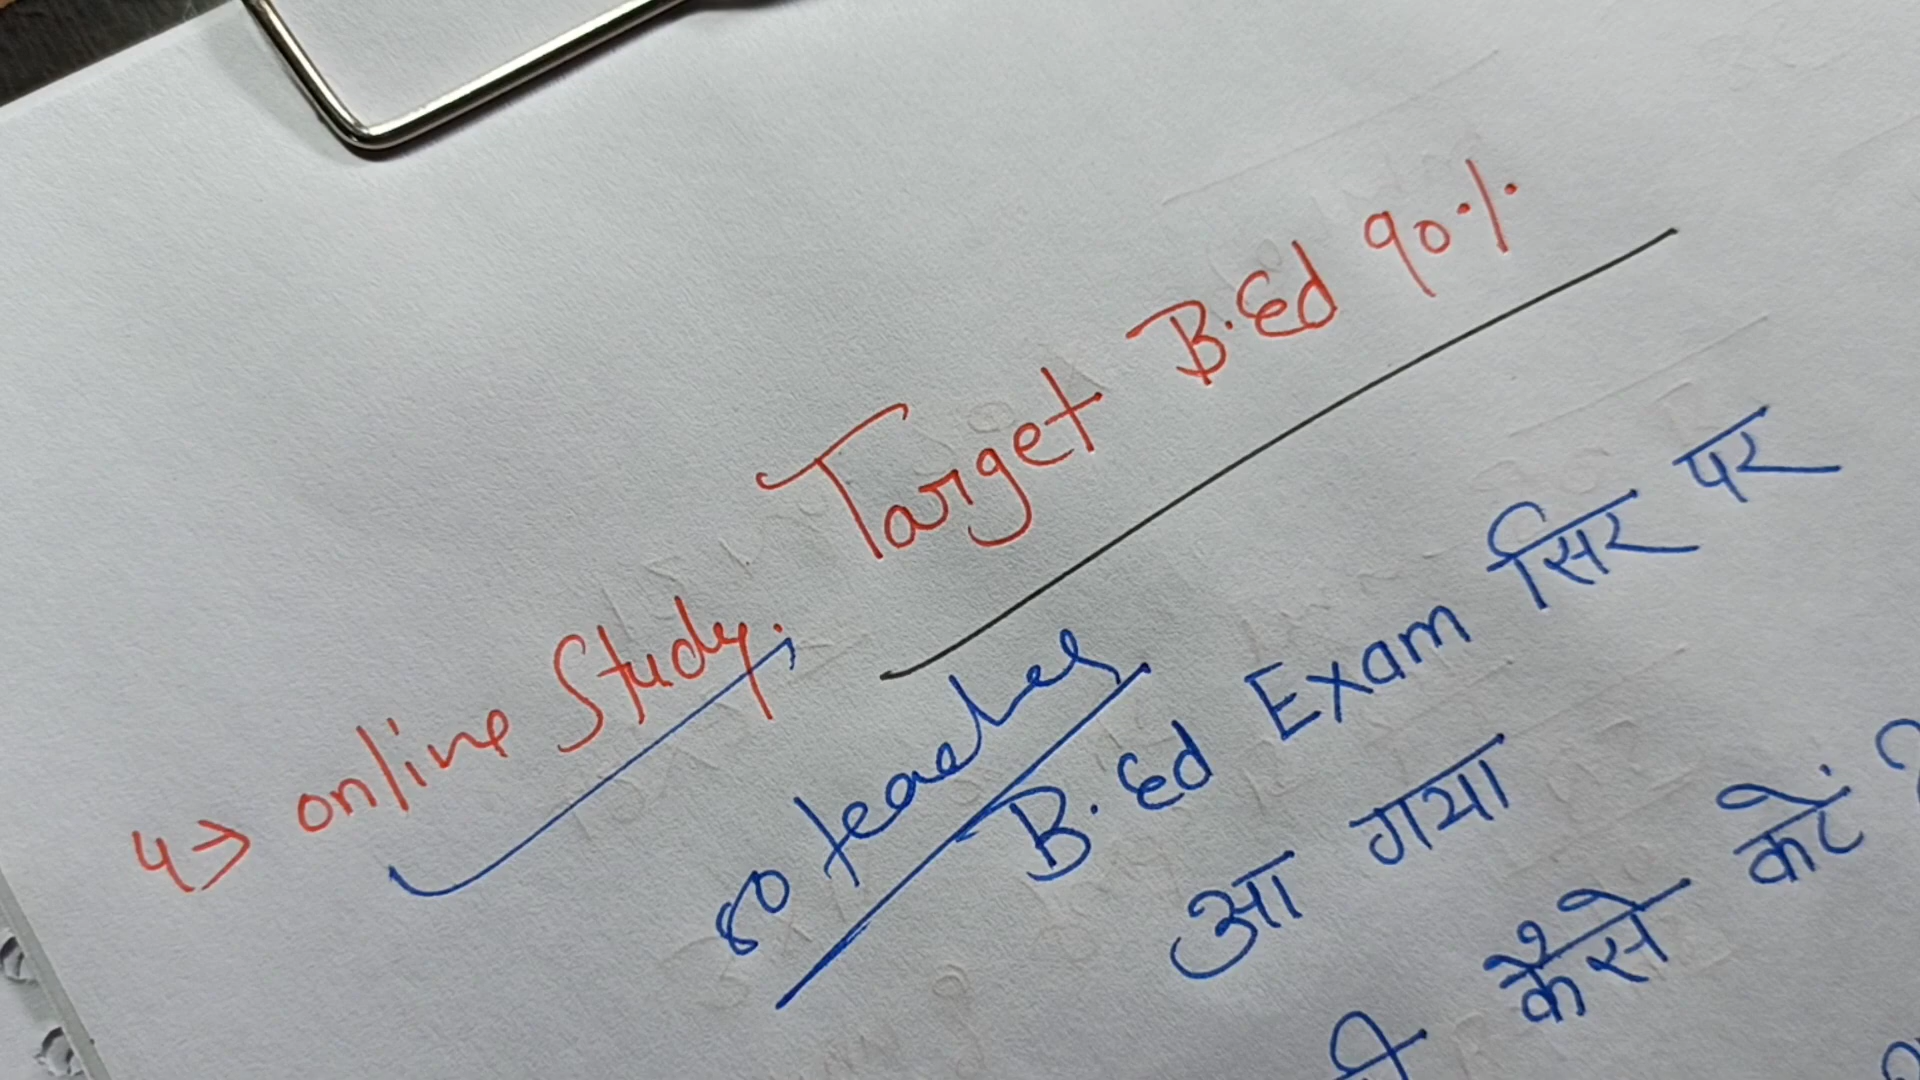 Target B.Ed 90%
4→ online Study.
80 teacher
B.Ed Exam सिर पर
आ गया
कैसे करें